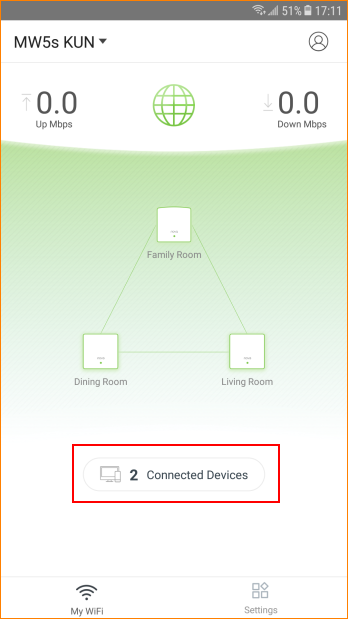 51% 17:11
MW5s KUN
0.0 0.0
Up Mbps Down Mbps
Family Room
Dining Room Living Room
2 Connected Devices
My WiFi Settings